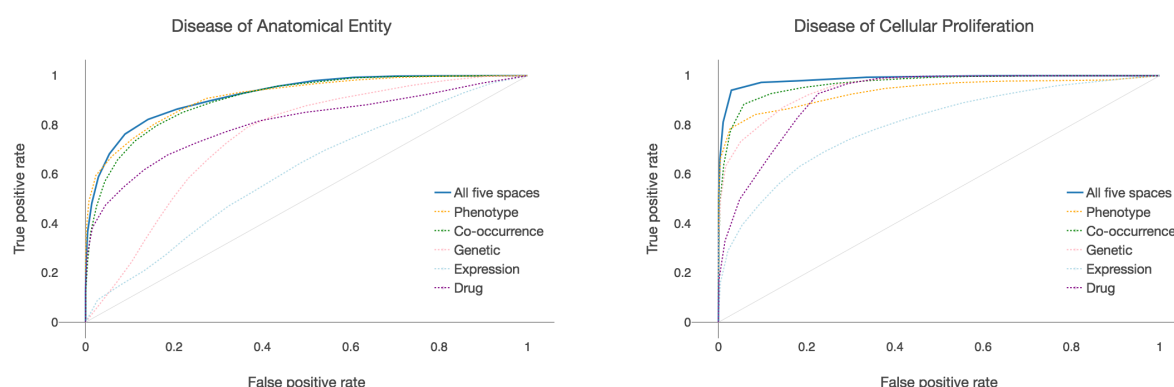 Disease of Anatomical Entity
True positive rate
1
0.8
0.6
0.4
0.2
0
0
0.2
0.4
0.6
0.8
1
False positive rate
All five spaces
Phenotype
Co-occurrence
Genetic
Expression
Drug
Disease of Cellular Proliferation
True positive rate
1
0.8
0.6
0.4
0.2
0
0
0.2
0.4
0.6
0.8
1
False positive rate
All five spaces
Phenotype
Co-occurrence
Genetic
Expression
Drug